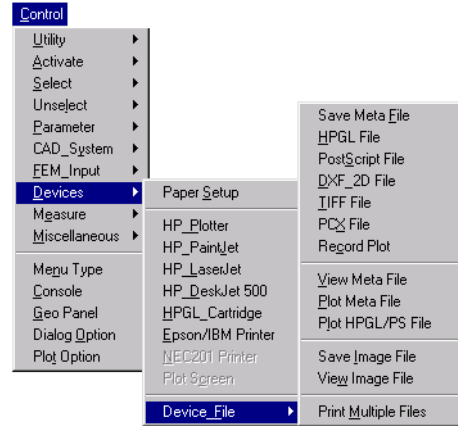 Control
Utility
Activate
Select
Unselect
Parameter
CAD_System
FEM_Input
Devices
Measure
Miscellaneous
Menu Type
Console
Geo Panel
Dialog Option
Plot Option
Paper Setup
HP_Plotter
HP_PaintJet
HP_LaserJet
HP_DeskJet 500
HPGL_Cartridge
Epson/IBM Printer
NEC201 Printer
Plot Screen
Device_File
Save Meta File
HPGL File
PostScript File
DXF_2D File
TIFF File
PCX File
Record Plot
View Meta File
Plot Meta File
Plot HPGL/PS File
Save Image File
View Image File
Print Multiple Files